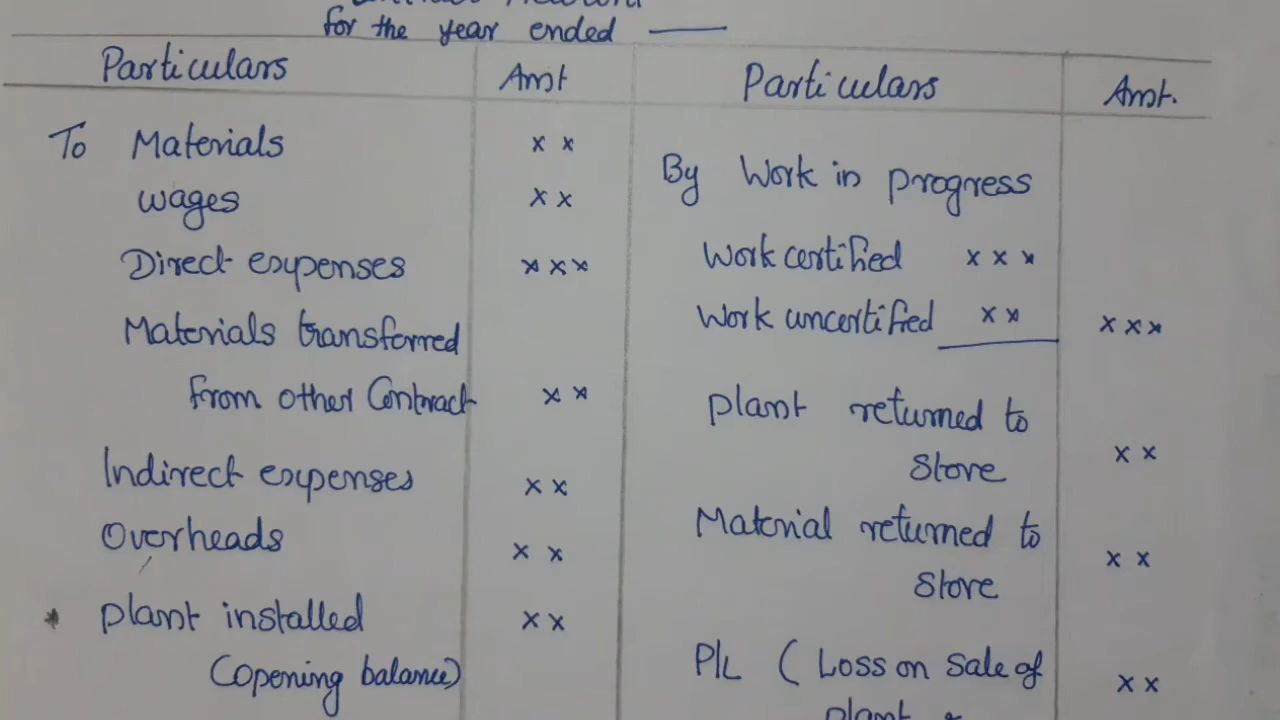 for the year ended
Particulars Amt Particulars Amt.
To Materials x x
wages x x
By Work in progress
Direct expenses x x x
Work certified x x x
Materials transferred
Work uncertified x x x x x
from other Contract x x
plant returned to
Store x x
Indirect expenses x x
Material returned to
Overheads x x
Store x x
* plant installed x x
(opening balance)
P/L ( Loss on sale of x x
plant